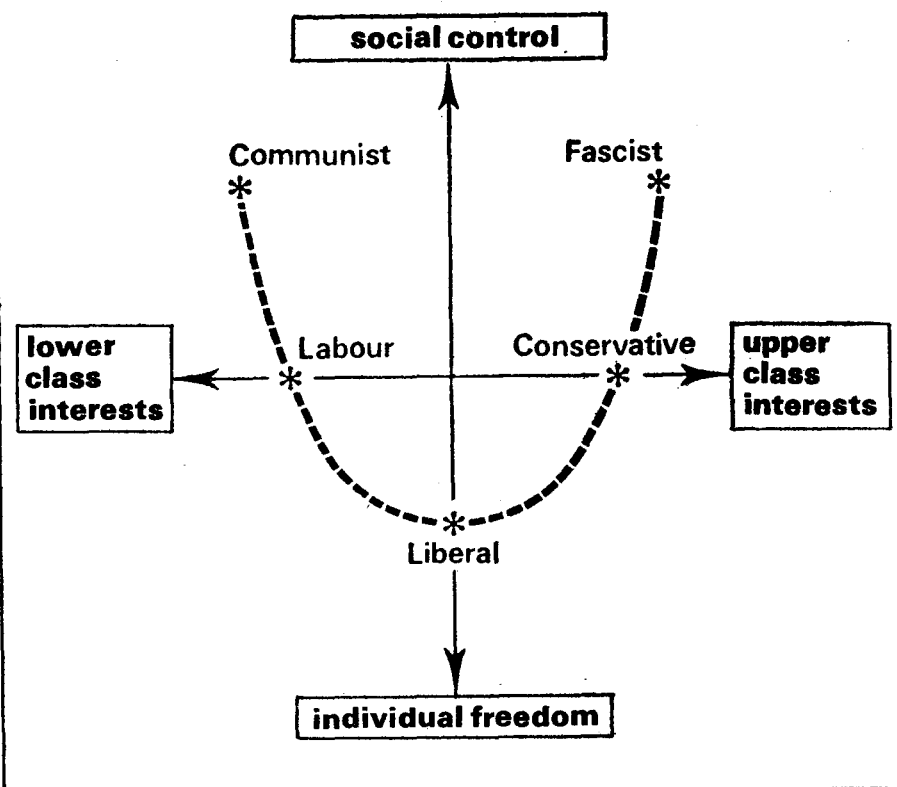 social control
Communist
Fascist
lower
class
interests
Labour
Conservative
upper
class
interests
Liberal
individual freedom